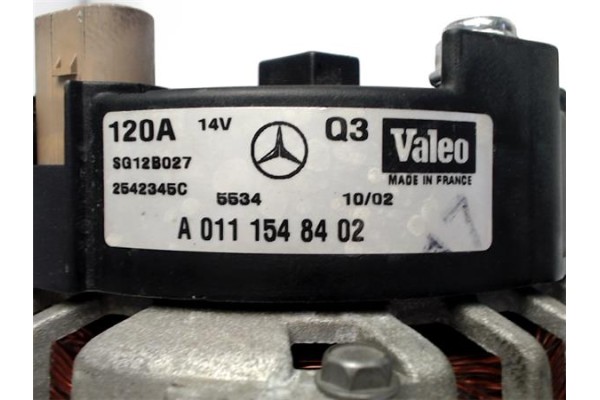 120A 14V Q3 Valeo
SG12B027 MADE IN FRANCE
2542345C 5534 10/02
A 011 154 84 02